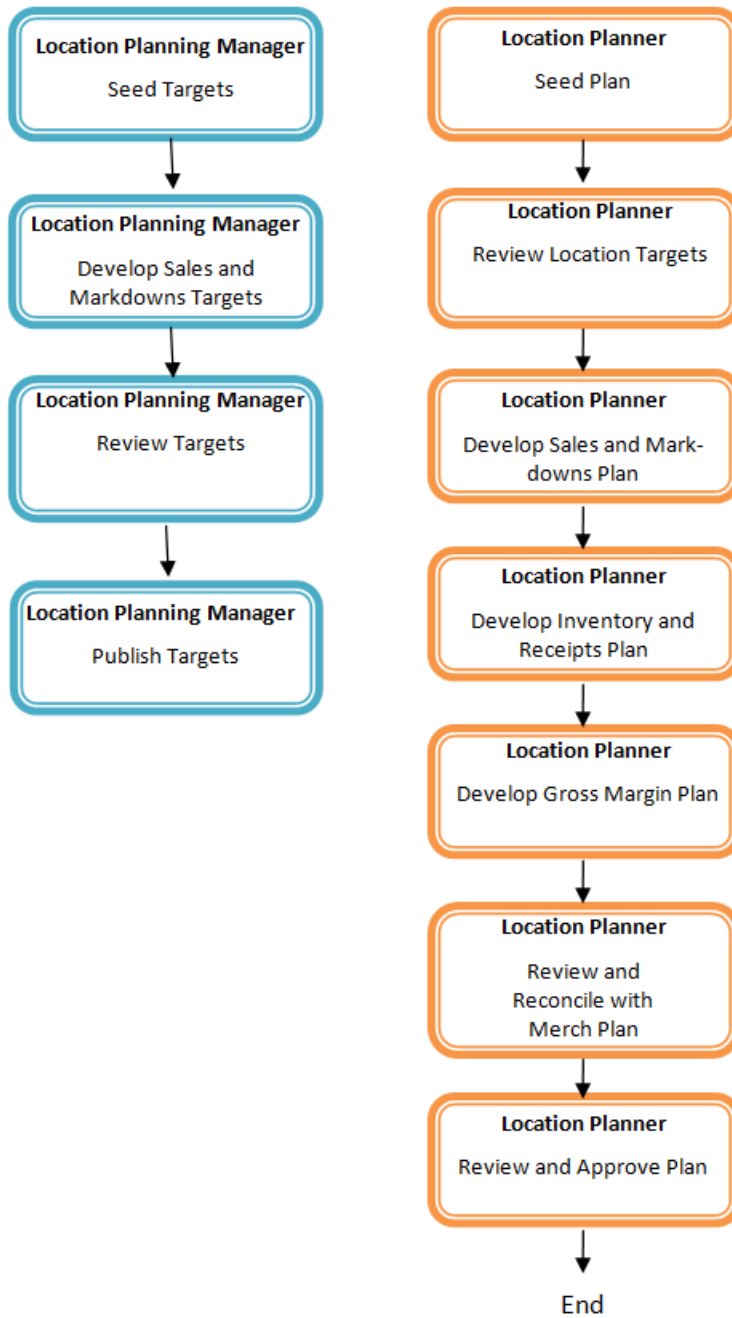 Location Planning Manager
Seed Targets
Location Planning Manager
Develop Sales and
Markdowns Targets
Location Planning Manager
Review Targets
Location Planning Manager
Publish Targets
Location Planner
Seed Plan
Location Planner
Review Location Targets
Location Planner
Develop Sales and Mark-
downs Plan
Location Planner
Develop Inventory and
Receipts Plan
Location Planner
Develop Gross Margin Plan
Location Planner
Review and
Reconcile with
Merch Plan
Location Planner
Review and Approve Plan
End